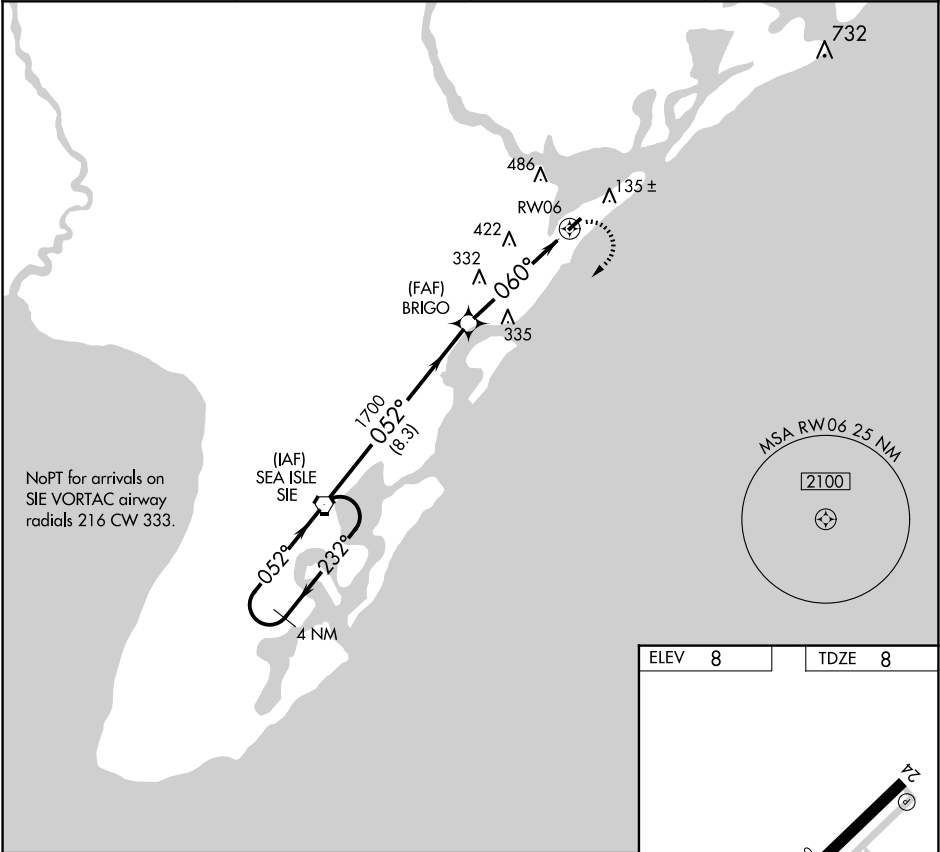 732
486
135 ±
RW06
422
332
060°
(FAF)
BRIGO
335
1700
052°
(8.3)
MSA RW06 25 NM
2100
(IAF)
SEA ISLE
SIE
NoPT for arrivals on
SIE VORTAC airway
radials 216 CW 333.
052°
232°
4 NM
ELEV 8
TDZE 8
24
P